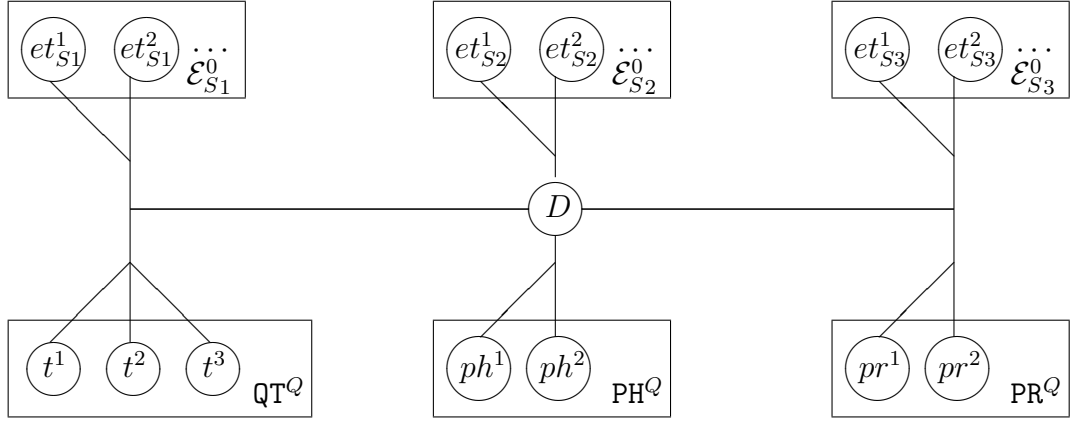 et^1_{S1} et^2_{S1} ... \mathcal{E}^0_{S1}
et^1_{S2} et^2_{S2} ... \mathcal{E}^0_{S2}
et^1_{S3} et^2_{S3} ... \mathcal{E}^0_{S3}
D
t^1 t^2 t^3 QT^Q
ph^1 ph^2 PH^Q
pr^1 pr^2 PR^Q